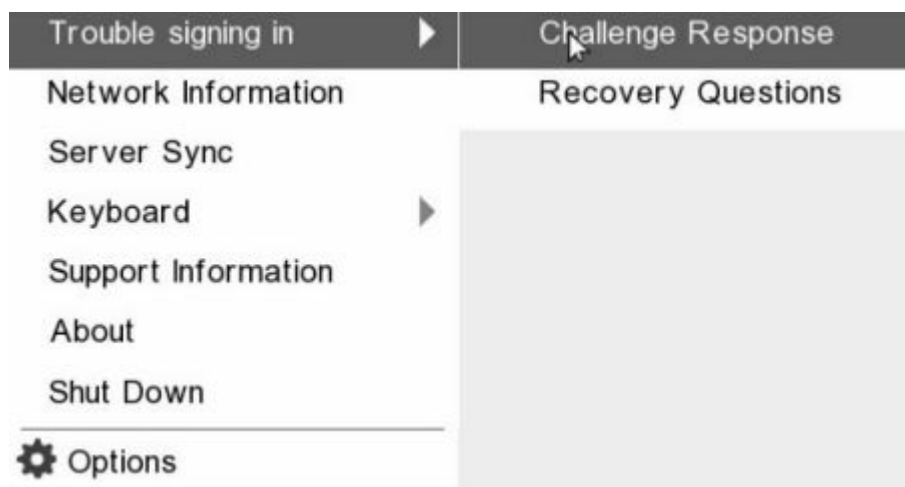 Trouble signing in
Challenge Response
Network Information
Recovery Questions
Server Sync
Keyboard
Support Information
About
Shut Down
Options